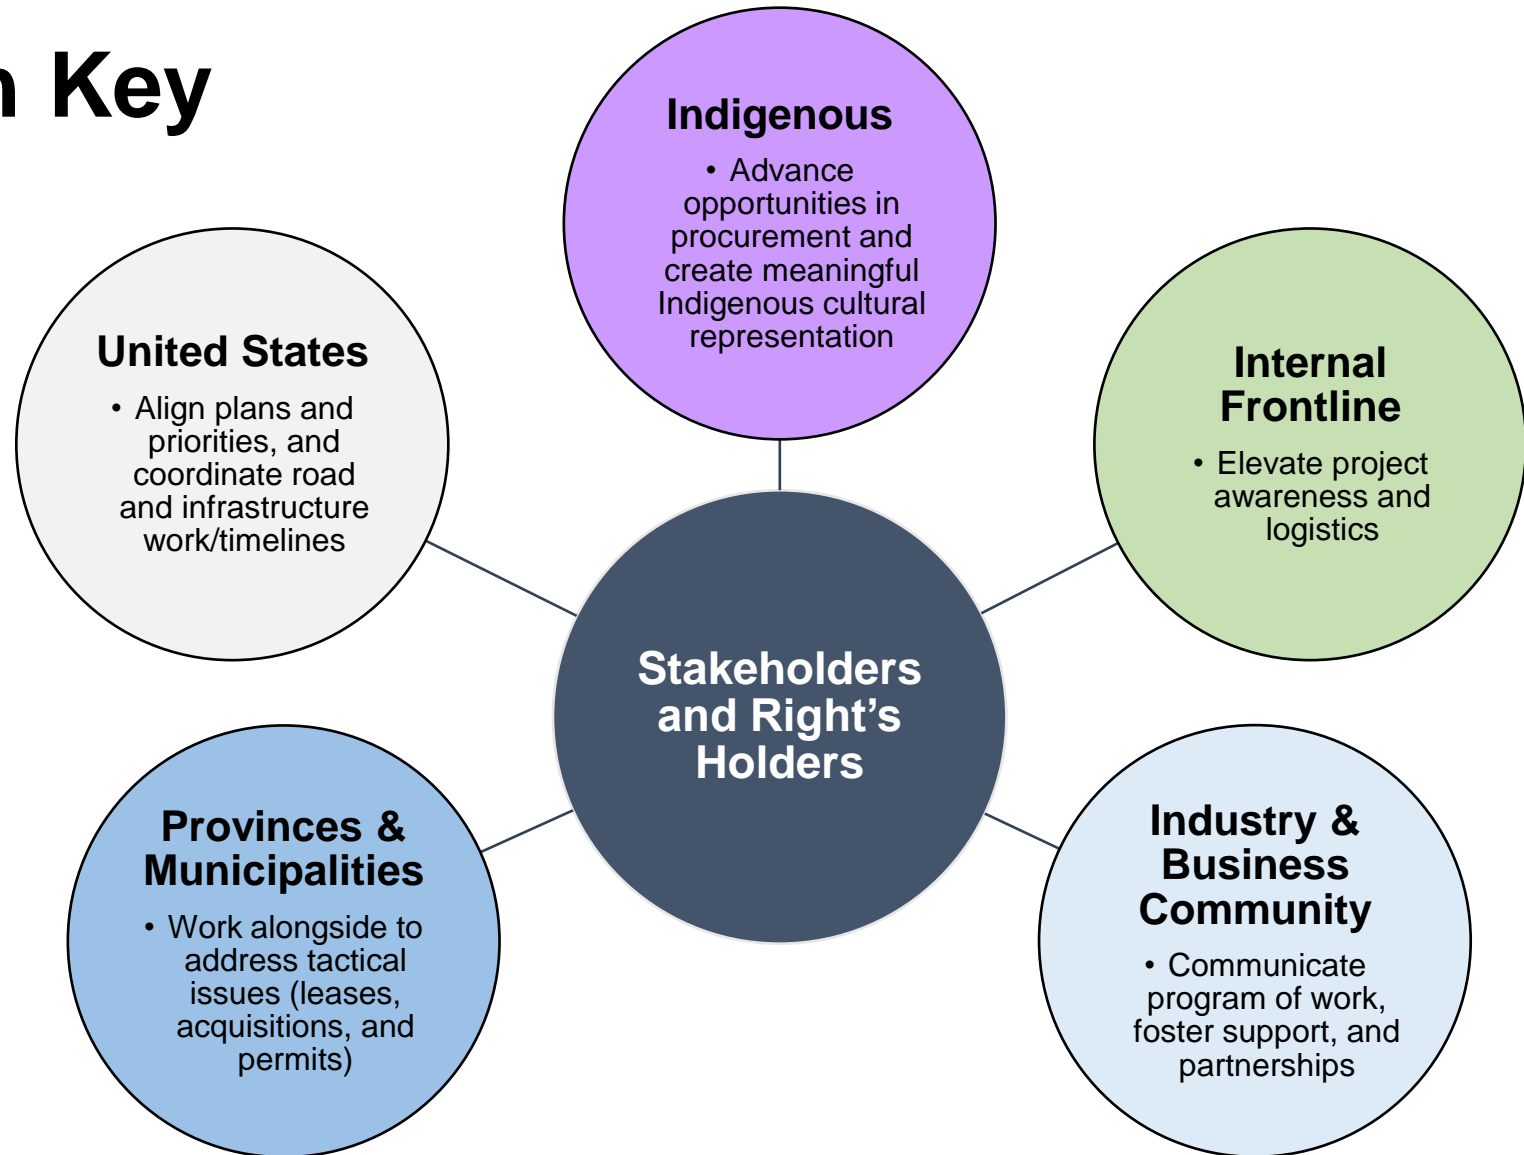 n Key
Indigenous
• Advance
opportunities in
procurement and
create meaningful
Indigenous cultural
representation
United States
• Align plans and
priorities, and
coordinate road
and infrastructure
work/timelines
Internal
Frontline
• Elevate project
awareness and
logistics
Stakeholders
and Right’s
Holders
Provinces &
Municipalities
• Work alongside to
address tactical
issues (leases,
acquisitions, and
permits)
Industry &
Business
Community
• Communicate
program of work,
foster support, and
partnerships